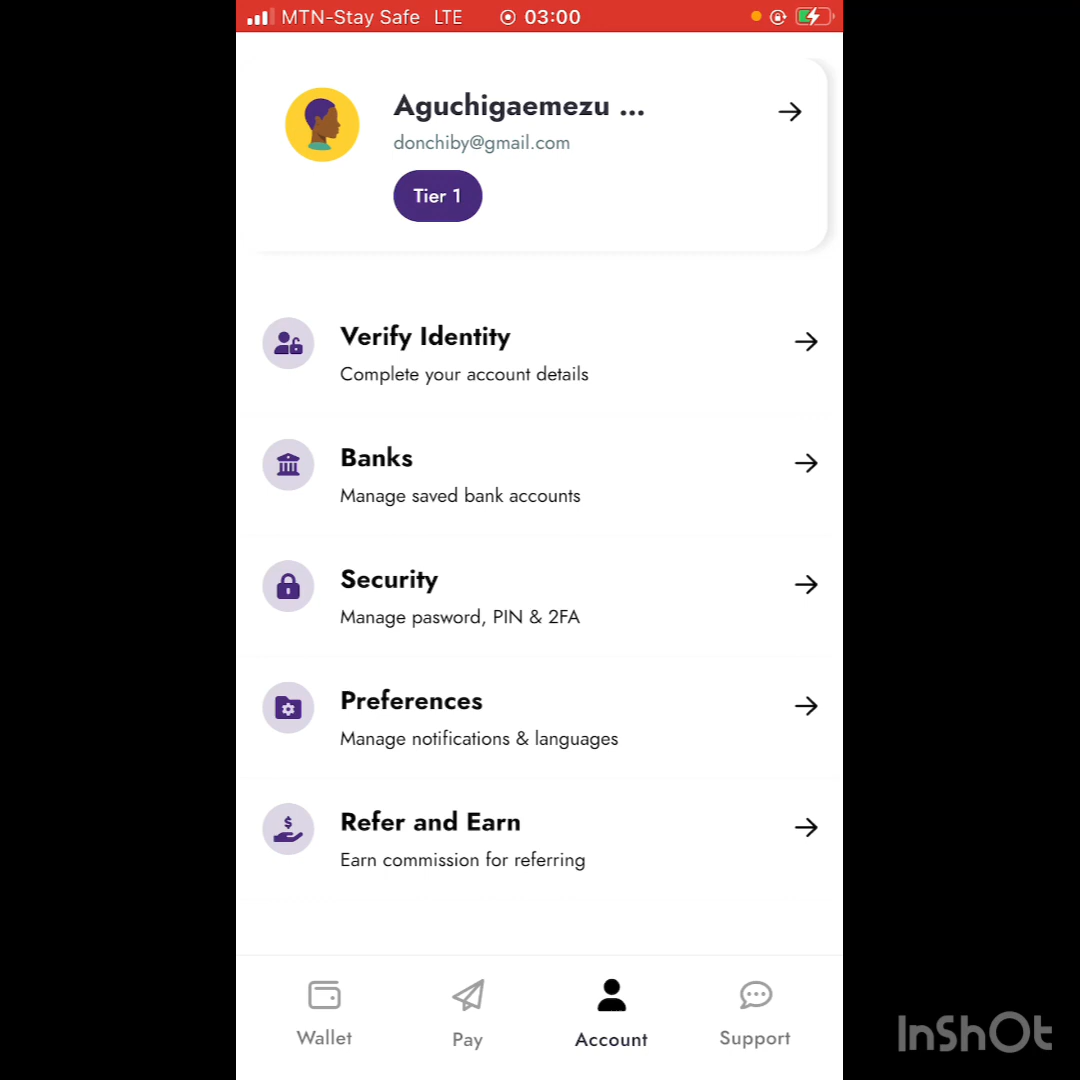 MTN-Stay Safe LTE 03:00
Aguchigaemezu ...
donchiby@gmail.com
Tier 1
Verify Identity
Complete your account details
Banks
Manage saved bank accounts
Security
Manage pasword, PIN & 2FA
Preferences
Manage notifications & languages
Refer and Earn
Earn commission for referring
Wallet Pay Account Support
InShOt